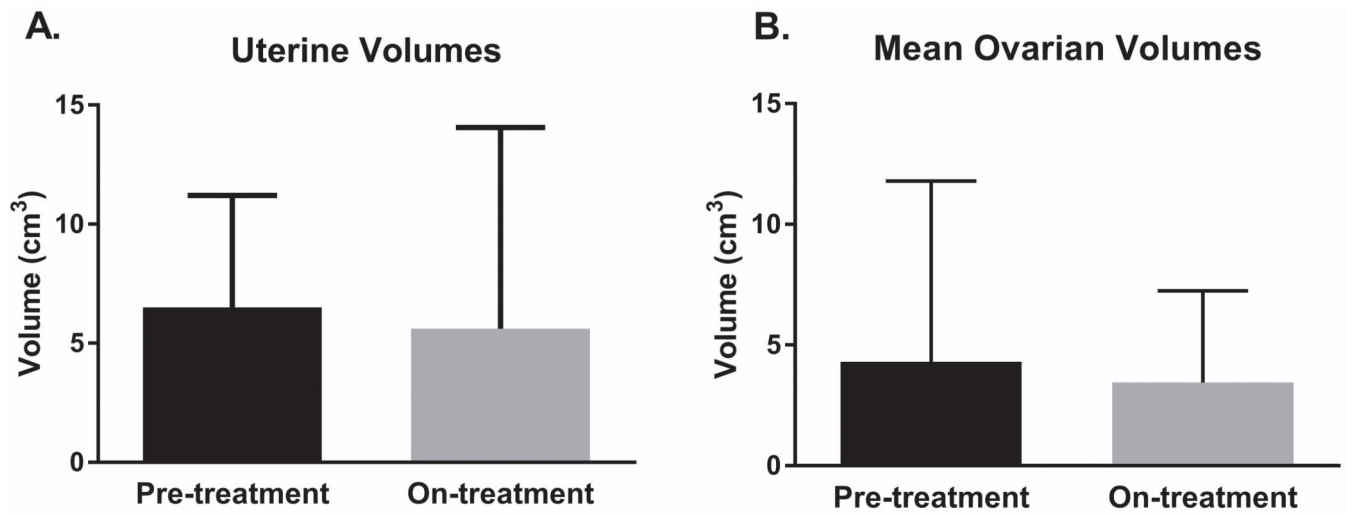 A.
Uterine Volumes
15
10
5
0
Volume (cm³)
Pre-treatment
On-treatment
B.
Mean Ovarian Volumes
15
10
5
0
Volume (cm³)
Pre-treatment
On-treatment